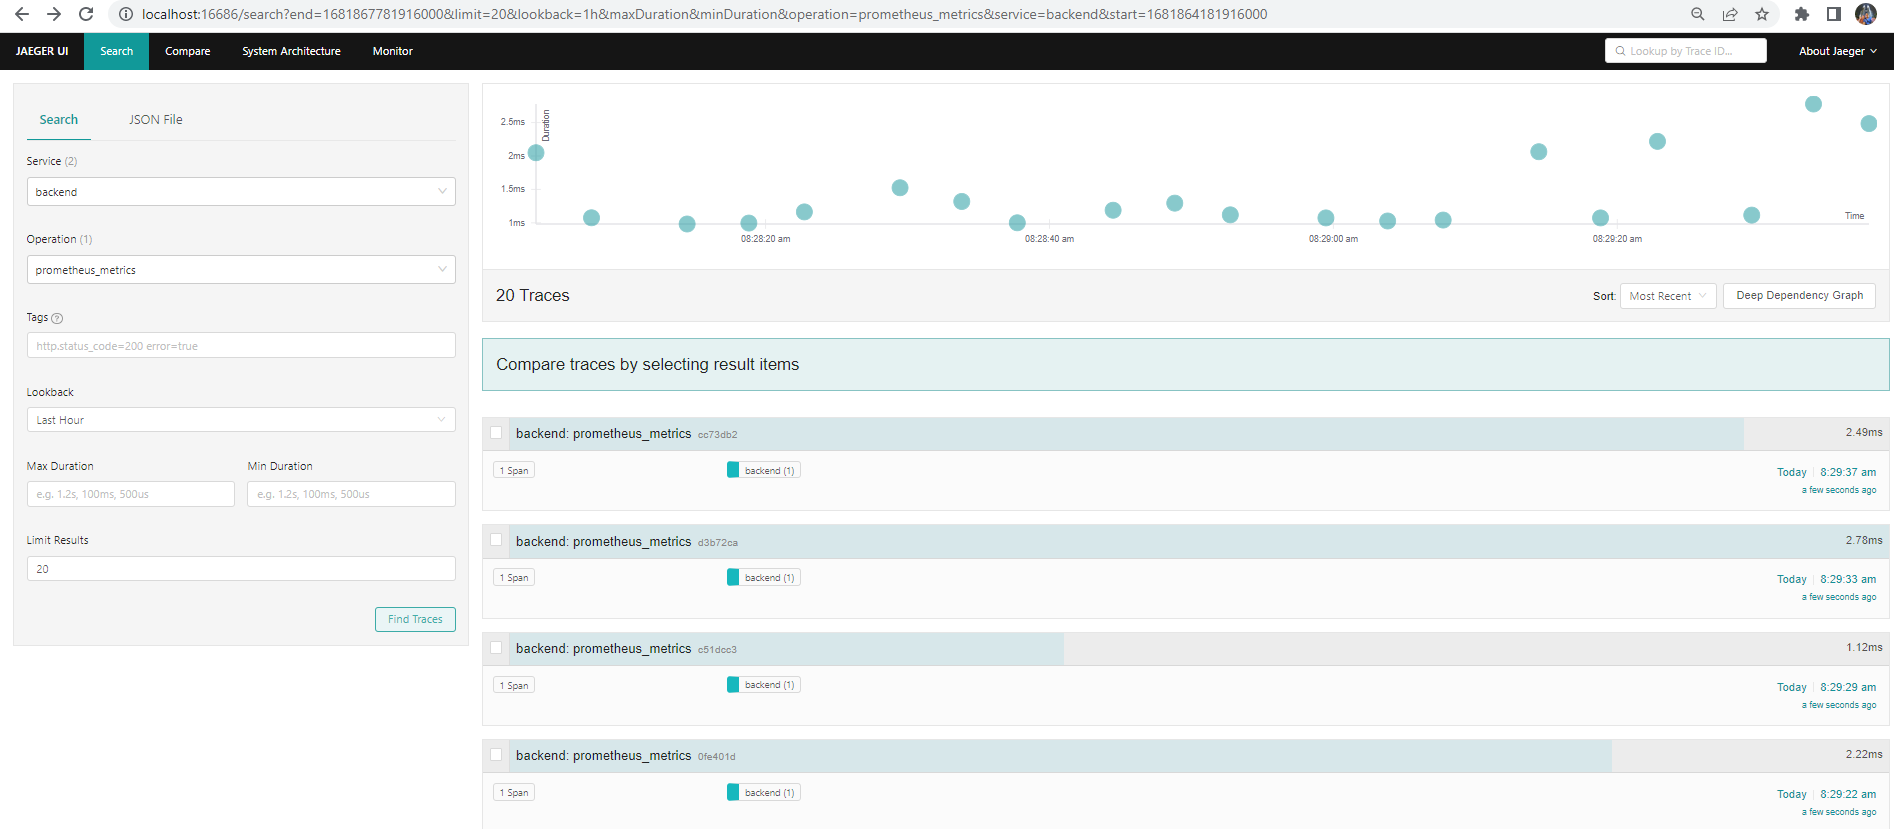 localhost:16686/search?end=1681867781916000&limit=20&lookback=1h&maxDuration&minDuration&operation=prometheus_metrics&service=backend&start=1681864181916000
JAEGER UI
Search
Compare
System Architecture
Monitor
Lookup by Trace ID...
About Jaeger
Search
JSON File
Service (2)
backend
Operation (1)
prometheus_metrics
Tags ?
http.status_code=200 error=true
Lookback
Last Hour
Max Duration
Min Duration
e.g. 1.2s, 100ms, 500us
e.g. 1.2s, 100ms, 500us
Limit Results
20
Find Traces
Duration
2.5ms
2ms
1.5ms
1ms
Time
08:28:20 am
08:28:40 am
08:29:00 am
08:29:20 am
20 Traces
Sort: Most Recent
Deep Dependency Graph
Compare traces by selecting result items
backend: prometheus_metrics cc73db2
2.49ms
1 Span
backend (1)
Today 8:29:37 am
a few seconds ago
backend: prometheus_metrics d3b72ca
2.78ms
1 Span
backend (1)
Today 8:29:33 am
a few seconds ago
backend: prometheus_metrics c51dcc3
1.12ms
1 Span
backend (1)
Today 8:29:29 am
a few seconds ago
backend: prometheus_metrics 0fe401d
2.22ms
1 Span
backend (1)
Today 8:29:22 am
a few seconds ago